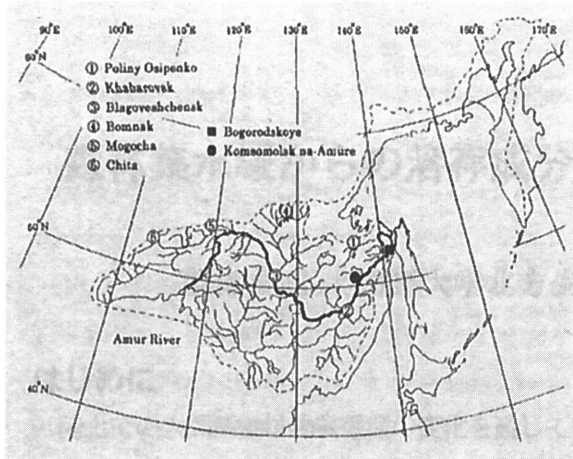 90°E 100°E 110°E 120°E 130°E 140°E 150°E 160°E 170°E
60°N
① Poliny Osipenko
② Khabarovsk
③ Blagoveshchensk
④ Bomnak
⑤ Mogocha
⑥ Chita
■ Bogorodskoye
● Komsomolsk na-Amure
50°N
Amur River
40°N